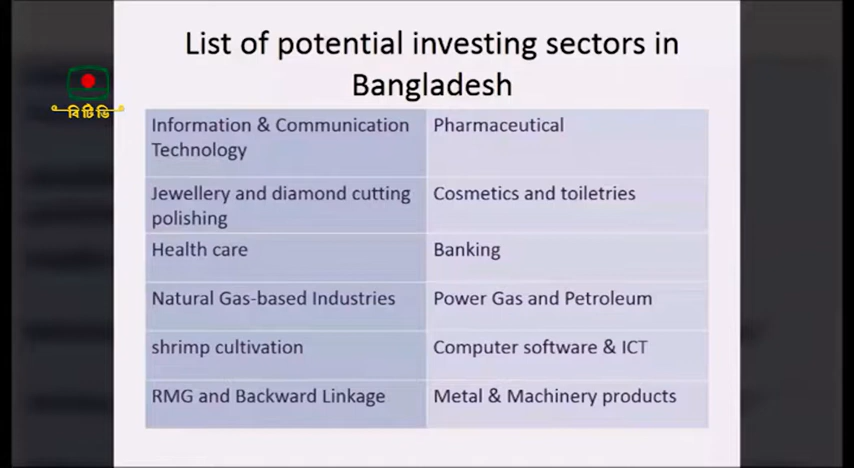 List of potential investing sectors in
Bangladesh
বিটিভি
Information & Communication
Technology
Pharmaceutical
Jewellery and diamond cutting
polishing
Cosmetics and toiletries
Health care
Banking
Natural Gas-based Industries
Power Gas and Petroleum
shrimp cultivation
Computer software & ICT
RMG and Backward Linkage
Metal & Machinery products